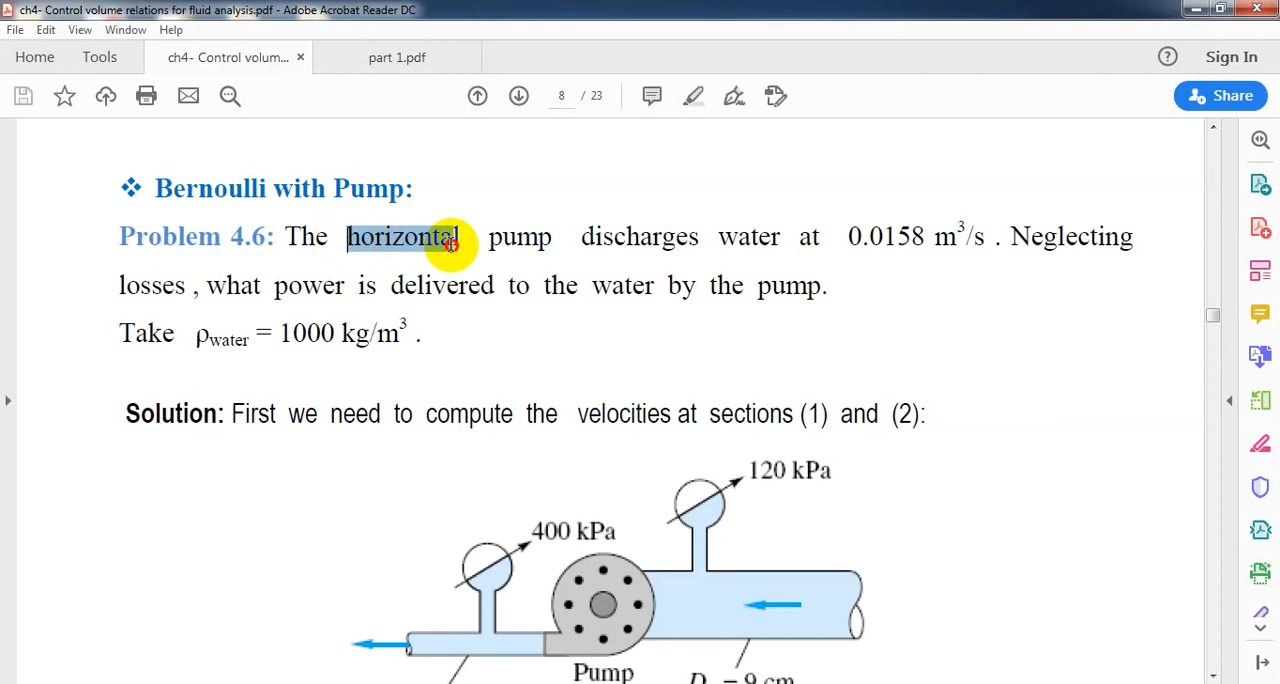 ch4- Control volume relations for fluid analysis.pdf - Adobe Acrobat Reader DC
File Edit View Window Help
Home Tools ch4- Control volum... × part 1.pdf ? Sign In
8 / 23 Share
❖ Bernoulli with Pump:
Problem 4.6: The horizontal pump discharges water at 0.0158 m³/s . Neglecting
losses , what power is delivered to the water by the pump.
Take ρwater = 1000 kg/m³ .
Solution: First we need to compute the velocities at sections (1) and (2):
120 kPa
400 kPa
Pump
D = 9 cm